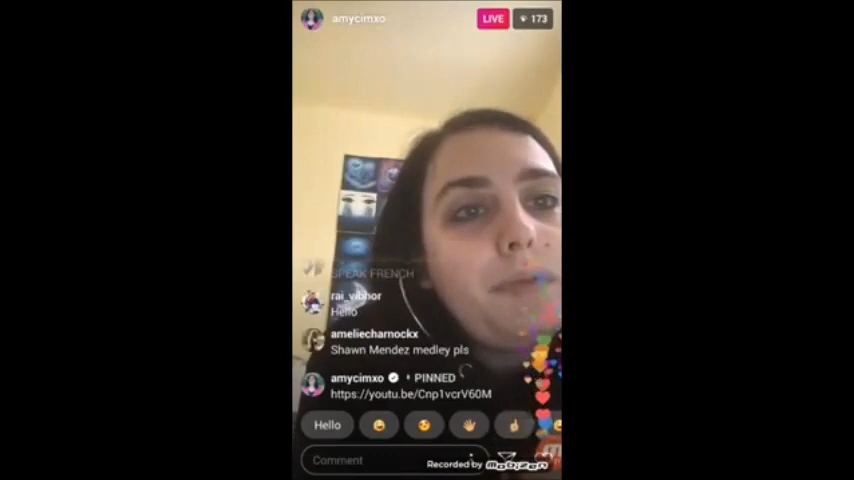 amycimxo
LIVE
173
SPEAK FRENCH
rai_vibhor
Hello
ameliecharnockx
Shawn Mendez medley pls
amycimxo PINNED
https://youtu.be/Cnp1vcrV60M
Hello
Comment
Recorded by
Mobizen